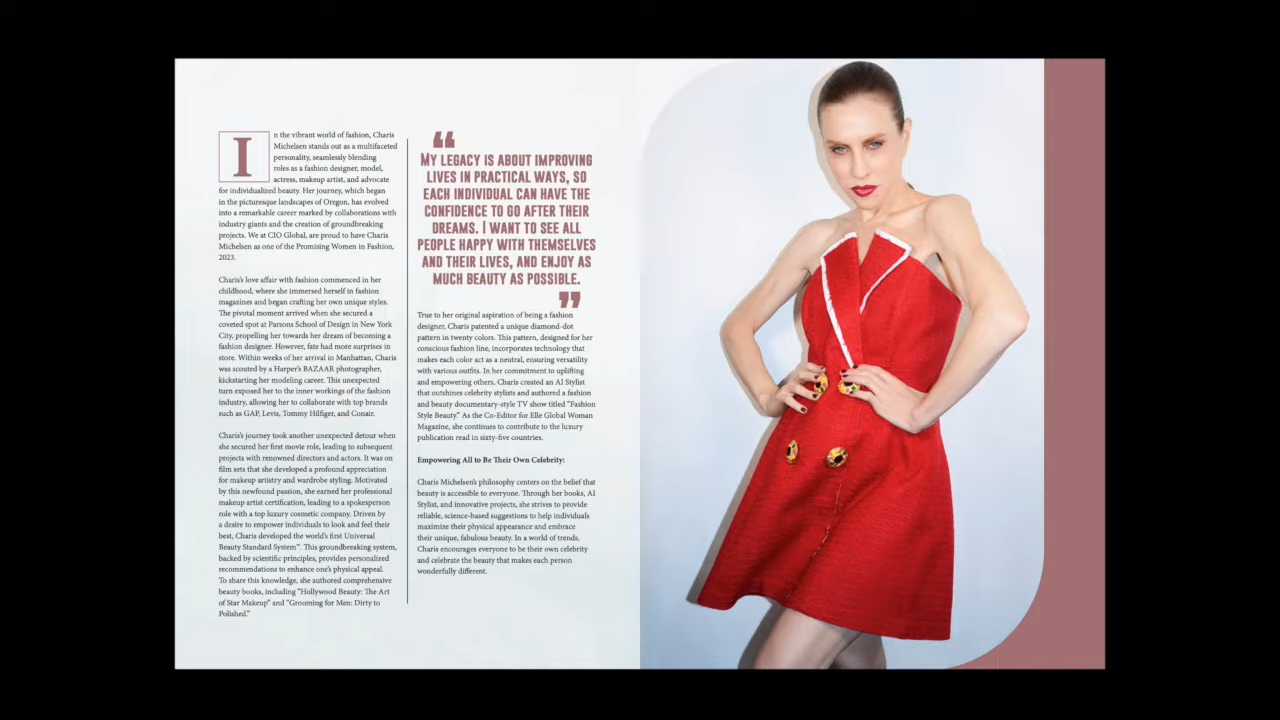 In the vibrant world of fashion, Charis
Michelsen stands out as a multifaceted
personality, seamlessly blending
roles as a fashion designer, model,
actress, makeup artist, and advocate
for individualized beauty. Her journey, which began
in the picturesque landscapes of Oregon, has evolved
into a remarkable career marked by collaborations with
industry giants and the creation of groundbreaking
projects. We at CIO Global, are proud to have Charis
Michelsen as one of the Promising Women in Fashion,
2023.
Charis's love affair with fashion commenced in her
childhood, where she immersed herself in fashion
magazines and began crafting her own unique styles.
The pivotal moment arrived when she secured a
coveted spot at Parsons School of Design in New York
City, propelling her towards her dream of becoming a
fashion designer. However, fate had more surprises in
store. Within weeks of her arrival in Manhattan, Charis
was scouted by a Harper's BAZAAR photographer,
kickstarting her modeling career. This unexpected
turn exposed her to the inner workings of the fashion
industry, allowing her to collaborate with top brands
such as GAP, Levis, Tommy Hilfiger, and Conair.
Charis's journey took another unexpected detour when
she secured her first movie role, leading to subsequent
projects with renowned directors and actors. It was on
film sets that she developed a profound appreciation
for makeup artistry and wardrobe styling. Motivated
by this newfound passion, she earned her professional
makeup artist certification, leading to a spokesperson
role with a top luxury cosmetic company. Driven by
a desire to empower individuals to look and feel their
best, Charis developed the world's first Universal
Beauty Standard System™. This groundbreaking system,
backed by scientific principles, provides personalized
recommendations to enhance one's physical appeal.
To share this knowledge, she authored comprehensive
beauty books, including "Hollywood Beauty: The Art
of Star Makeup" and "Grooming for Men: Dirty to
Polished."
“
MY LEGACY IS ABOUT IMPROVING
LIVES IN PRACTICAL WAYS, SO
EACH INDIVIDUAL CAN HAVE THE
CONFIDENCE TO GO AFTER THEIR
DREAMS. I WANT TO SEE ALL
PEOPLE HAPPY WITH THEMSELVES
AND THEIR LIVES, AND ENJOY AS
MUCH BEAUTY AS POSSIBLE.
”
True to her original aspiration of being a fashion
designer, Charis patented a unique diamond-dot
pattern in twenty colors. This pattern, designed for her
conscious fashion line, incorporates technology that
makes each color act as a neutral, ensuring versatility
with various outfits. In her commitment to uplifting
and empowering others, Charis created an AI Stylist
that outshines celebrity stylists and authored a fashion
and beauty documentary-style TV show titled "Fashion
Style Beauty." As the Co-Editor for Elle Global Woman
Magazine, she continues to contribute to the luxury
publication read in sixty-five countries.
Empowering All to Be Their Own Celebrity:
Charis Michelsen's philosophy centers on the belief that
beauty is accessible to everyone. Through her books, AI
Stylist, and innovative projects, she strives to provide
reliable, science-based suggestions to help individuals
maximize their physical appearance and embrace
their unique, fabulous beauty. In a world of trends,
Charis encourages everyone to be their own celebrity
and celebrate the beauty that makes each person
wonderfully different.